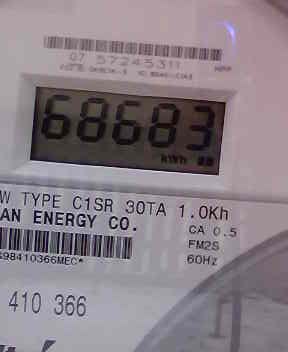 07 57245311
68683
kWh
W TYPE C1SR 30TA 1.0Kh
AN ENERGY CO.
CA 0.5
FM2S
60Hz
498410366MEC*
410 366